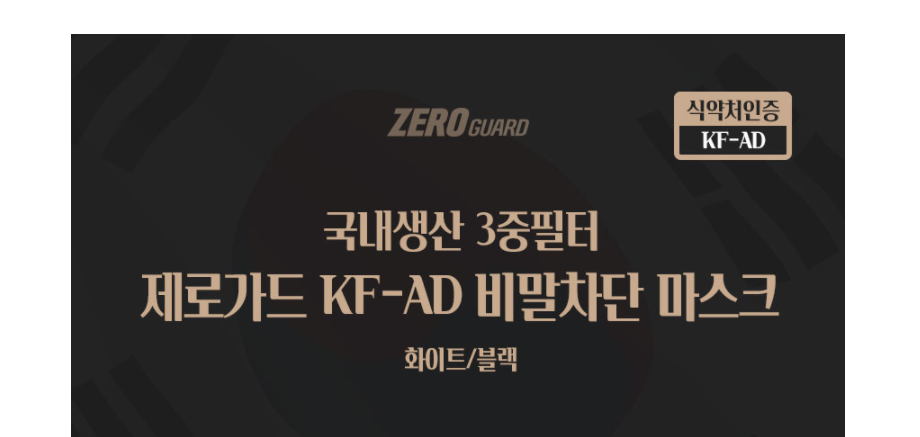 ZERO GUARD
식약처인증
KF-AD
국내생산 3중필터
제로가드 KF-AD 비말차단 마스크
화이트/블랙